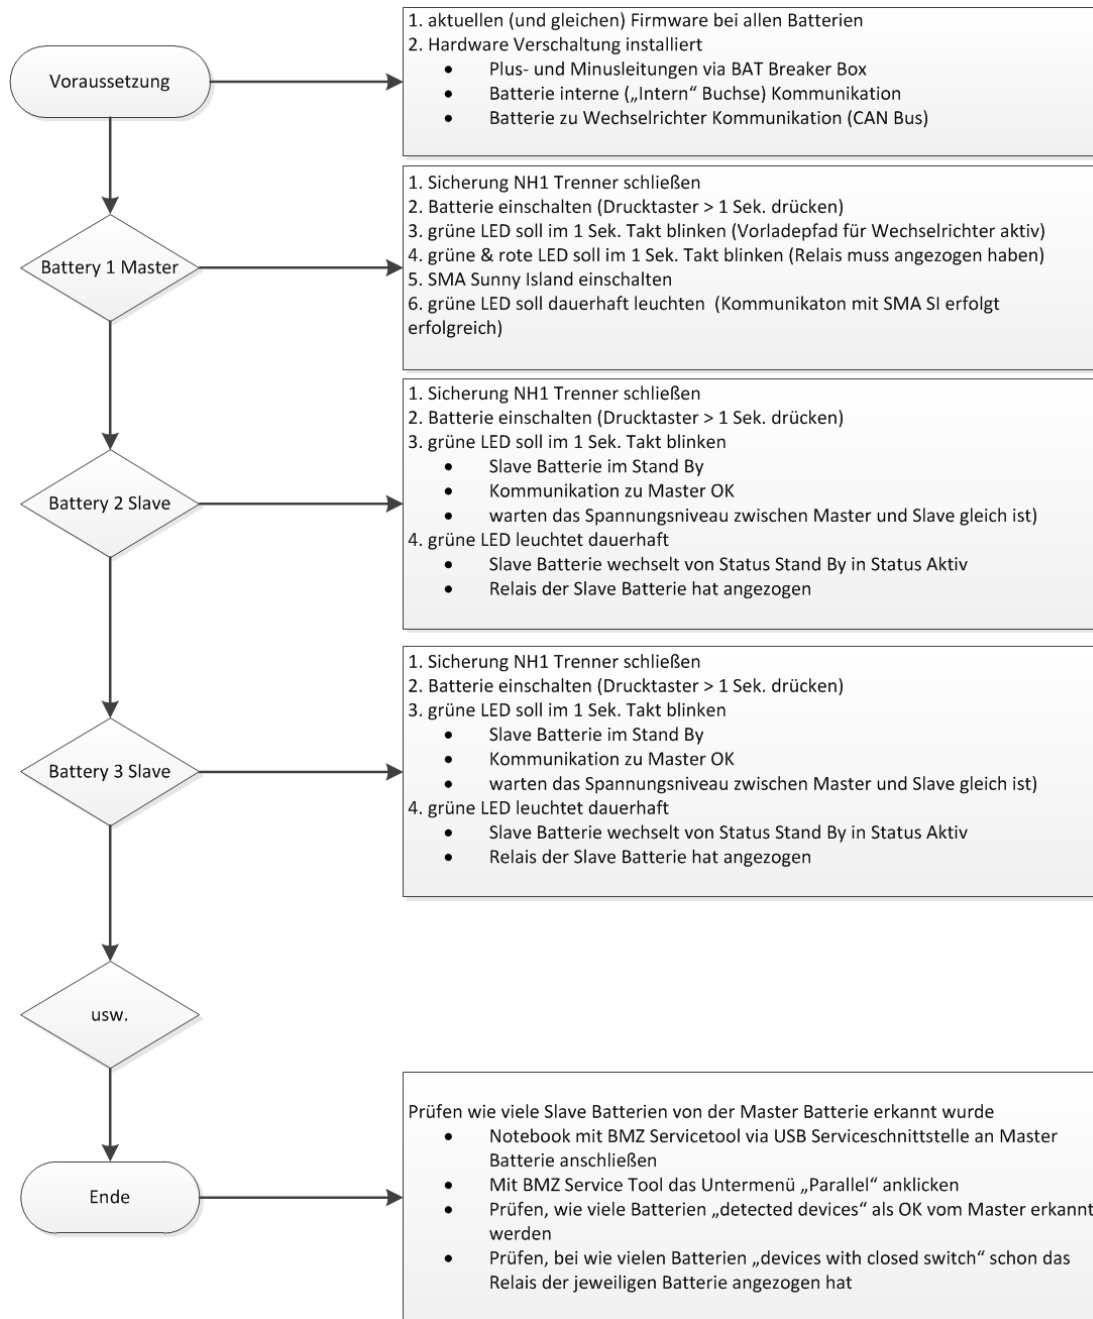 Voraussetzung
1. aktuellen (und gleichen) Firmware bei allen Batterien
2. Hardware Verschaltung installiert
• Plus- und Minusleitungen via BAT Breaker Box
• Batterie interne („Intern“ Buchse) Kommunikation
• Batterie zu Wechselrichter Kommunikation (CAN Bus)
Battery 1 Master
1. Sicherung NH1 Trenner schließen
2. Batterie einschalten (Drucktaster > 1 Sek. drücken)
3. grüne LED soll im 1 Sek. Takt blinken (Vorladepfad für Wechselrichter aktiv)
4. grüne & rote LED soll im 1 Sek. Takt blinken (Relais muss angezogen haben)
5. SMA Sunny Island einschalten
6. grüne LED soll dauerhaft leuchten (Kommunikaton mit SMA SI erfolgt
erfolgreich)
Battery 2 Slave
1. Sicherung NH1 Trenner schließen
2. Batterie einschalten (Drucktaster > 1 Sek. drücken)
3. grüne LED soll im 1 Sek. Takt blinken
• Slave Batterie im Stand By
• Kommunikation zu Master OK
• warten das Spannungsniveau zwischen Master und Slave gleich ist)
4. grüne LED leuchtet dauerhaft
• Slave Batterie wechselt von Status Stand By in Status Aktiv
• Relais der Slave Batterie hat angezogen
Battery 3 Slave
1. Sicherung NH1 Trenner schließen
2. Batterie einschalten (Drucktaster > 1 Sek. drücken)
3. grüne LED soll im 1 Sek. Takt blinken
• Slave Batterie im Stand By
• Kommunikation zu Master OK
• warten das Spannungsniveau zwischen Master und Slave gleich ist)
4. grüne LED leuchtet dauerhaft
• Slave Batterie wechselt von Status Stand By in Status Aktiv
• Relais der Slave Batterie hat angezogen
usw.
Ende
Prüfen wie viele Slave Batterien von der Master Batterie erkannt wurde
• Notebook mit BMZ Servicetool via USB Serviceschnittstelle an Master
Batterie anschließen
• Mit BMZ Service Tool das Untermenü „Parallel“ anklicken
• Prüfen, wie viele Batterien „detected devices“ als OK vom Master erkannt
werden
• Prüfen, bei wie vielen Batterien „devices with closed switch“ schon das
Relais der jeweiligen Batterie angezogen hat